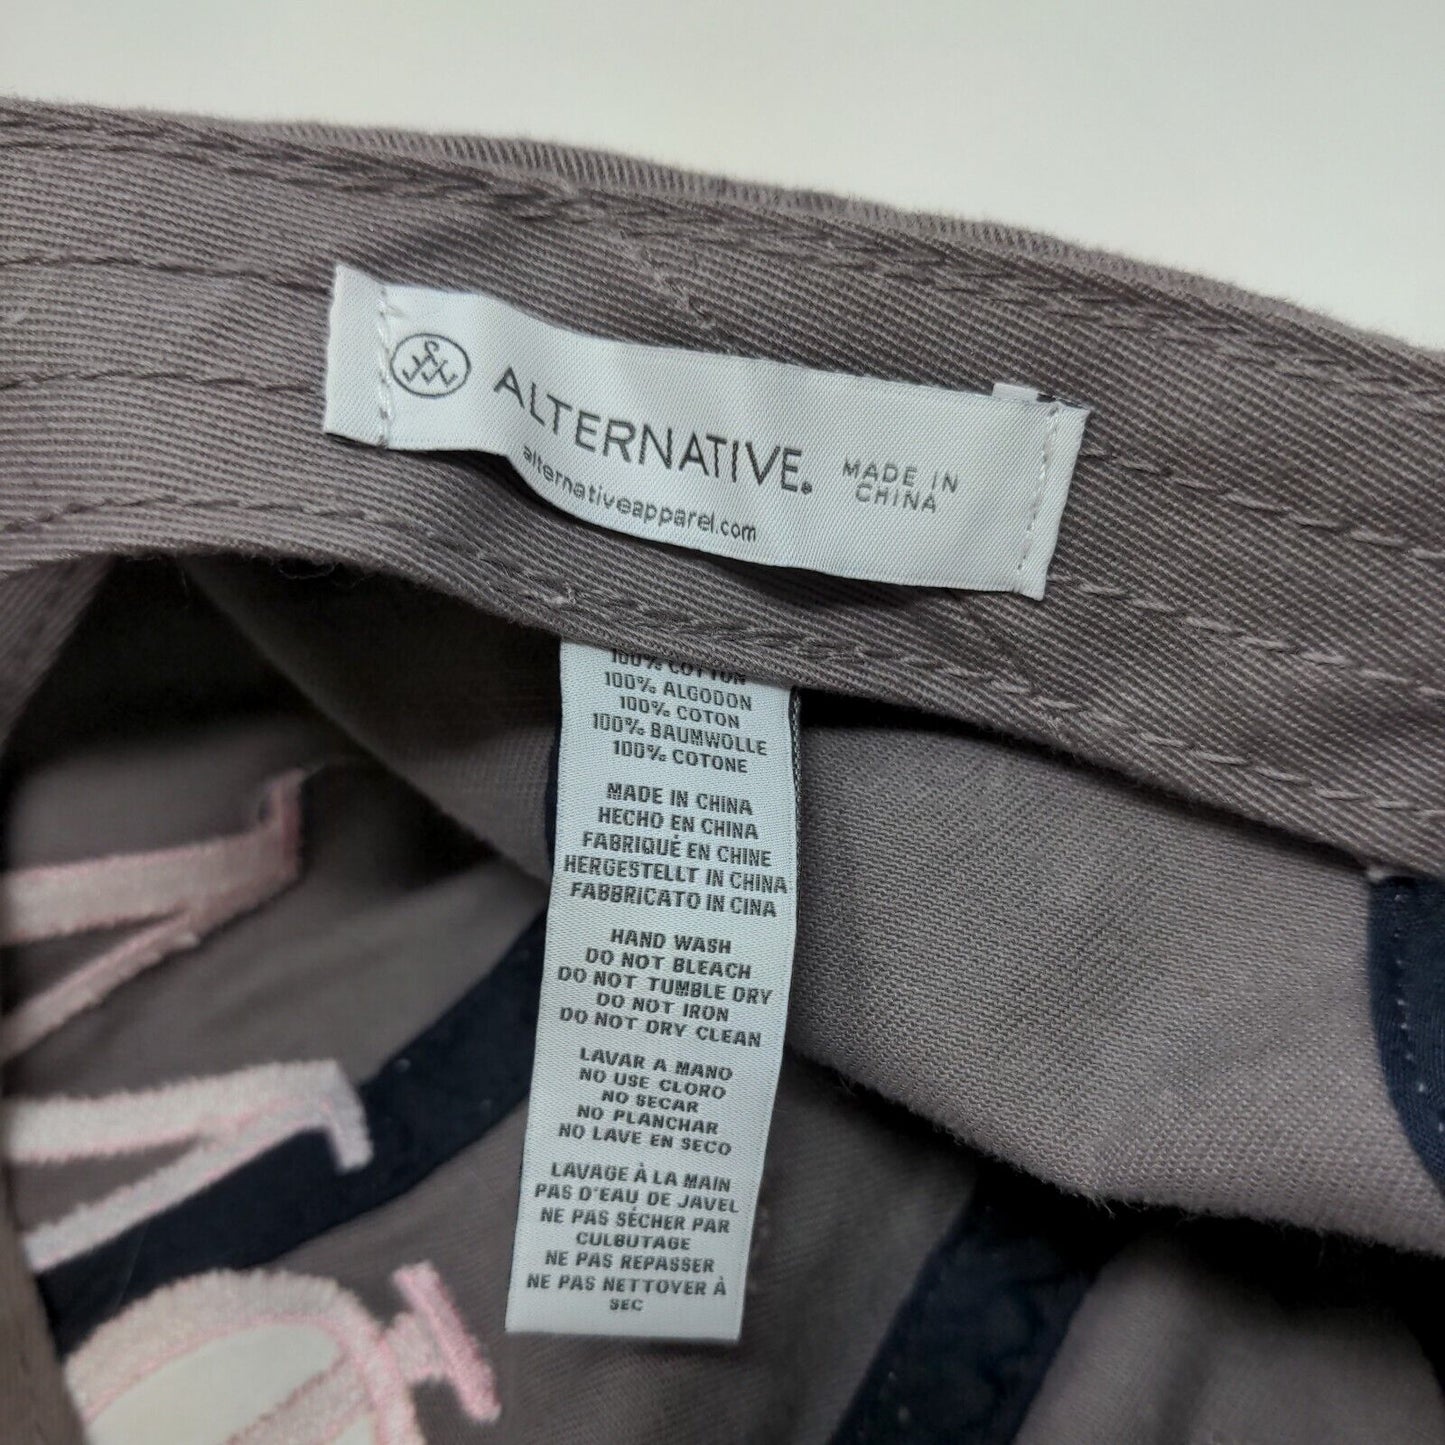 ALTERNATIVE®
alternativeapparel.com
MADE IN
CHINA
100% COTTON
100% ALGODON
100% COTON
100% BAUMWOLLE
100% COTONE
MADE IN CHINA
HECHO EN CHINA
FABRIQUÉ EN CHINE
HERGESTELLT IN CHINA
FABBRICATO IN CINA
HAND WASH
DO NOT BLEACH
DO NOT TUMBLE DRY
DO NOT IRON
DO NOT DRY CLEAN
LAVAR A MANO
NO USE CLORO
NO SECAR
NO PLANCHAR
NO LAVE EN SECO
LAVAGE À LA MAIN
PAS D'EAU DE JAVEL
NE PAS SÉCHER PAR
CULBUTAGE
NE PAS REPASSER
NE PAS NETTOYER À
SEC